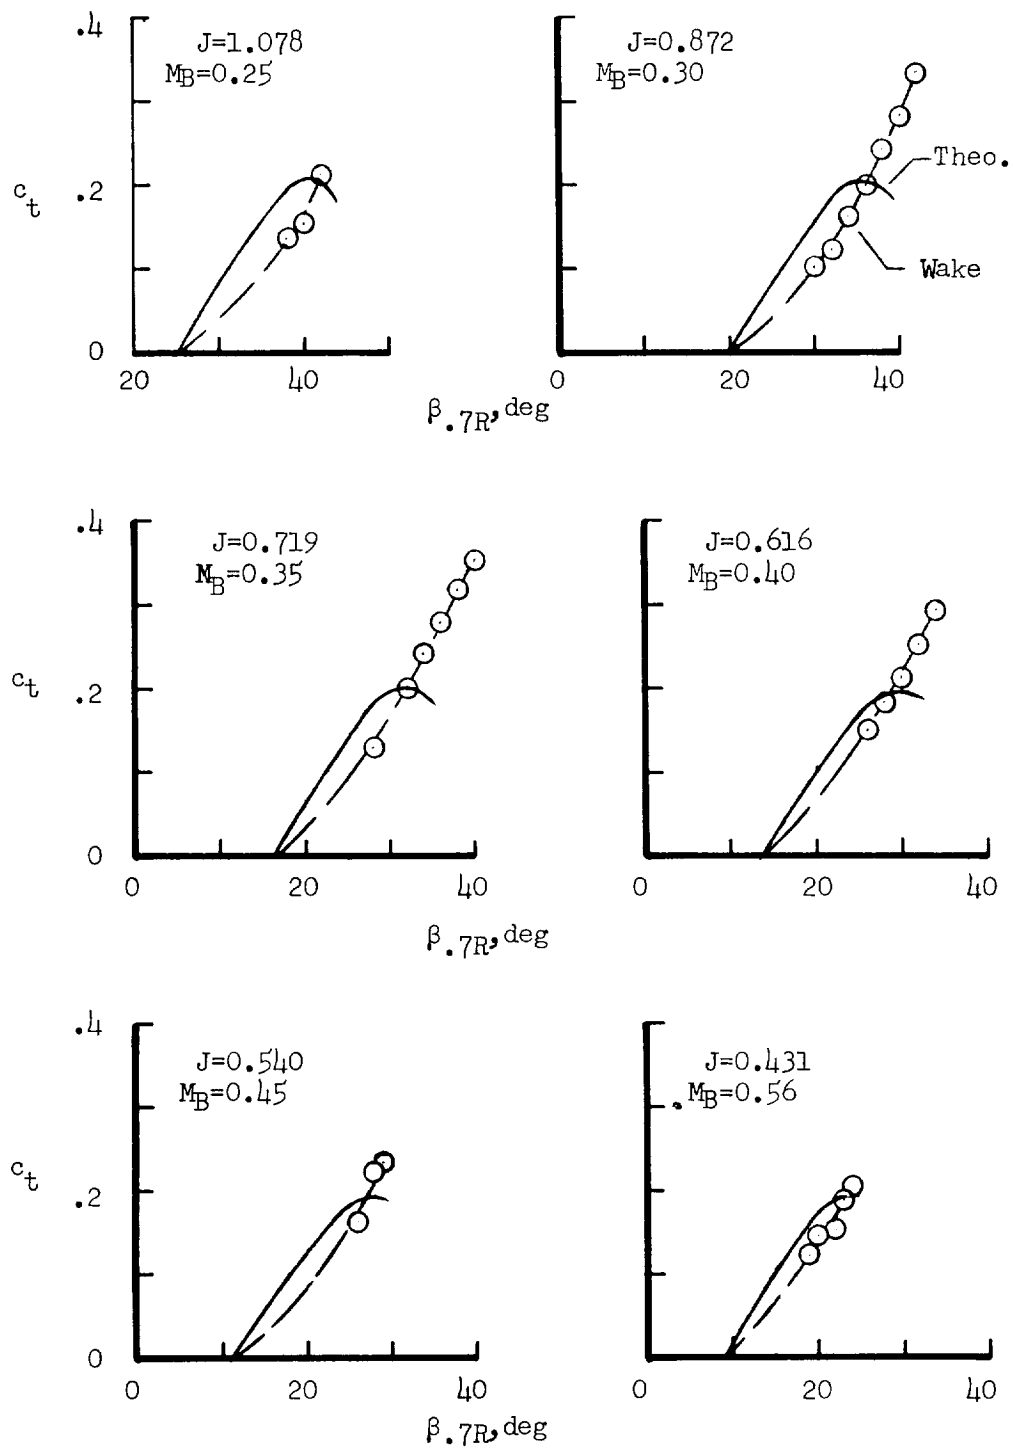 .4
J=1.078
M_B=0.25
J=0.872
M_B=0.30
Theo.
c_t
.2
Wake
0
20
40
0
20
40
β.7R, deg
.4
J=0.719
M_B=0.35
J=0.616
M_B=0.40
c_t
.2
0
0
20
40
0
20
40
β.7R, deg
.4
J=0.540
M_B=0.45
J=0.431
M_B=0.56
c_t
.2
0
0
20
40
0
20
40
β.7R, deg